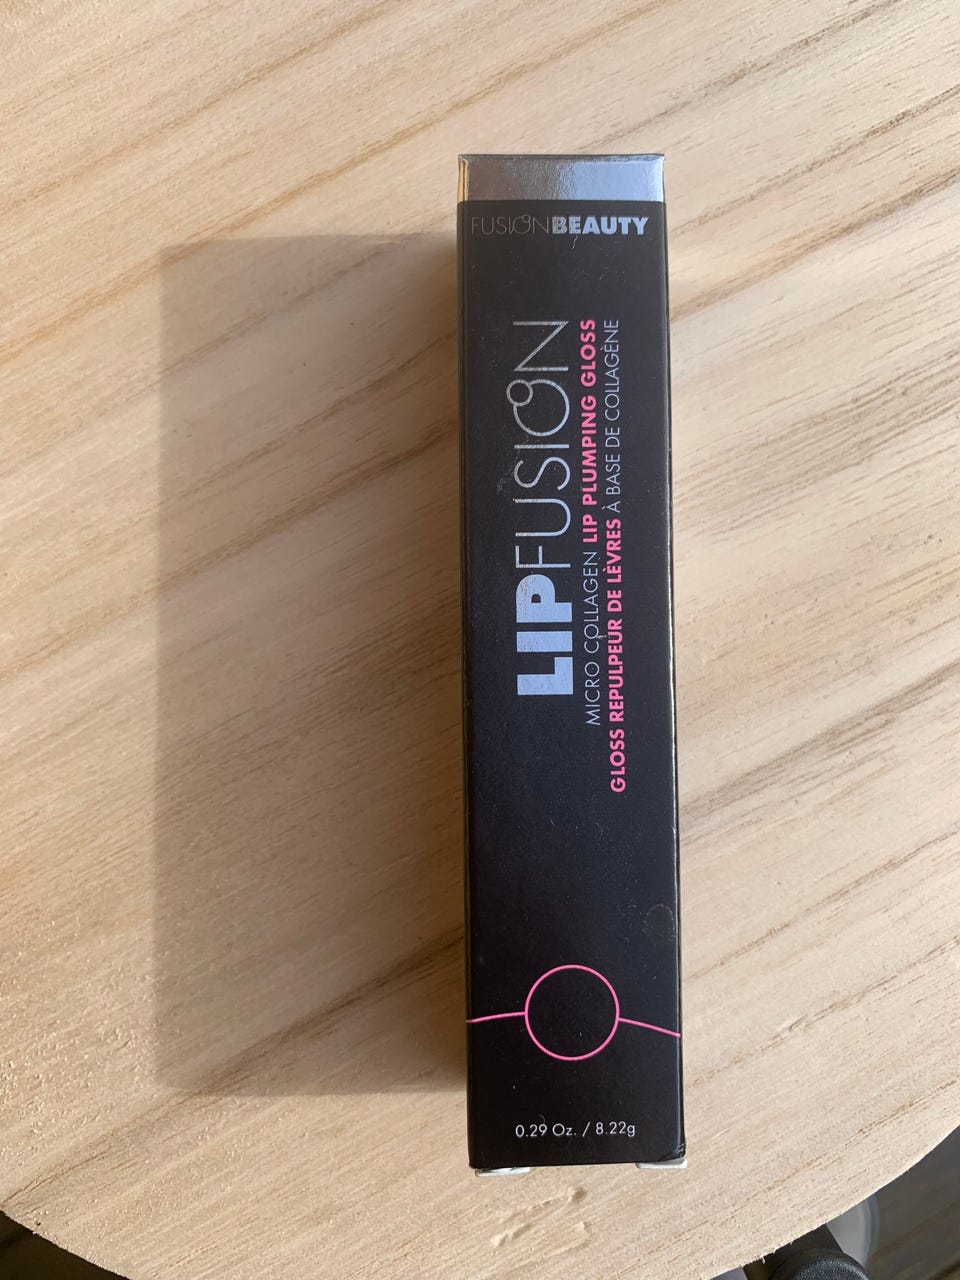 FUSIONBEAUTY
LIPFUSION
MICRO COLLAGEN LIP PLUMPING GLOSS
GLOSS REPULPEUR DE LÈVRES À BASE DE COLLAGÈNE
0.29 Oz. / 8.22g